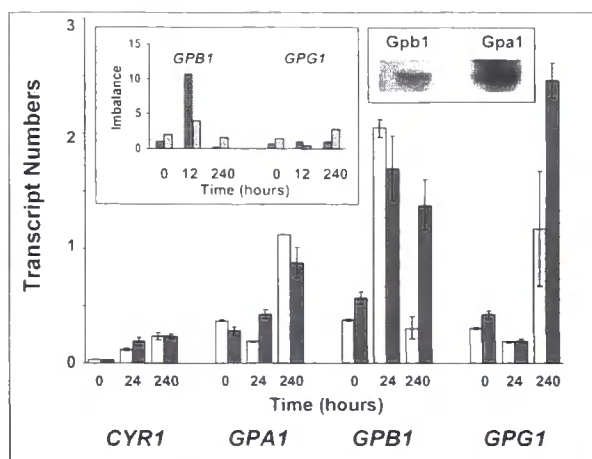 3
2
1
0
Transcript Numbers
GPB1 GPG1
15
10
5
0
Imbalance
0 12 240 0 12 240
Time (hours)
Gpb1 Gpa1
0 24 240 0 24 240 0 24 240 0 24 240
Time (hours)
CYR1 GPA1 GPB1 GPG1